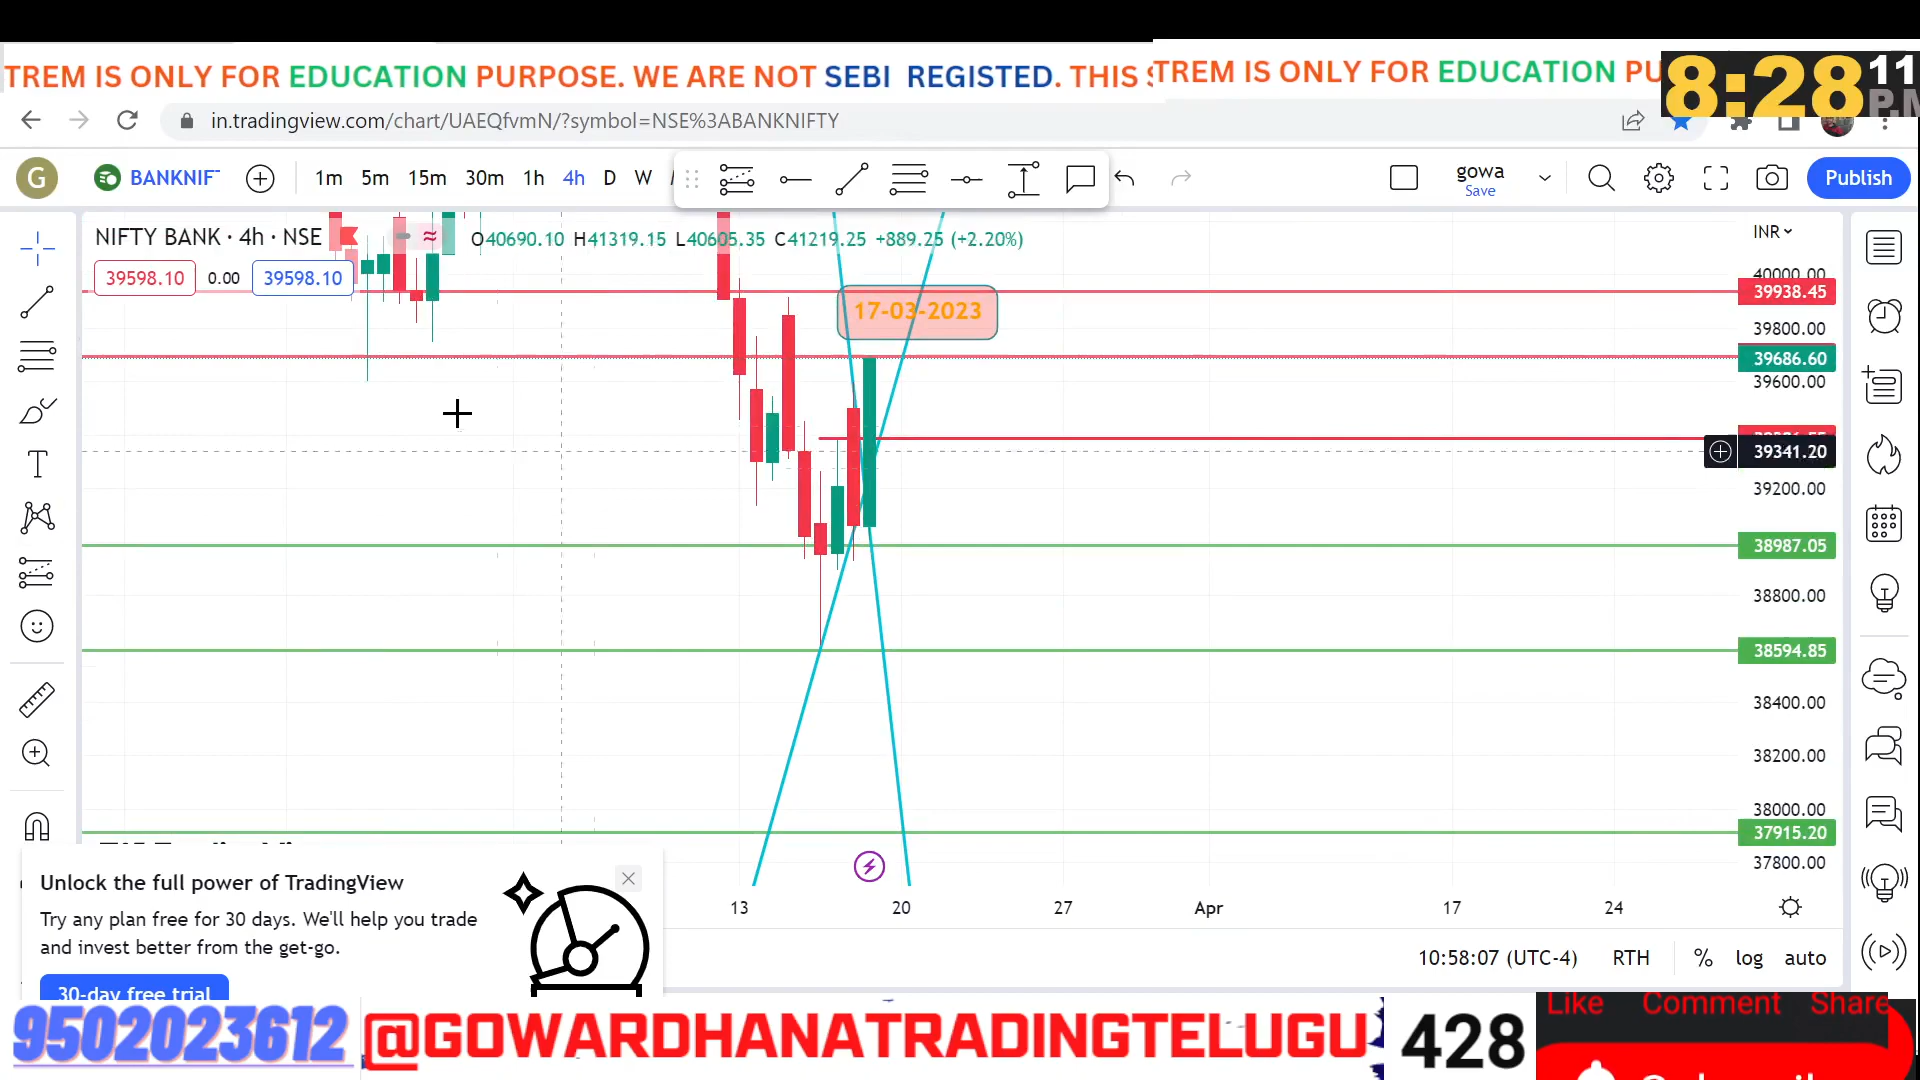 TREM IS ONLY FOR EDUCATION PURPOSE. WE ARE NOT SEBI REGISTED. THIS S
TREM IS ONLY FOR EDUCATION PU
8:28 11
P.M
in.tradingview.com/chart/UAEQfvmN/?symbol=NSE%3ABANKNIFTY
G
BANKNIF
1m 5m 15m 30m 1h 4h D W
gowa
Save
Publish
NIFTY BANK · 4h · NSE
O40690.10 H41319.15 L40605.35 C41219.25 +889.25 (+2.20%)
INR
39598.10 0.00 39598.10
17-03-2023
40000.00
39938.45
39800.00
39686.60
39600.00
39341.20
39200.00
38987.05
38800.00
38594.85
38400.00
38200.00
38000.00
37915.20
37800.00
13 20 27 Apr 17 24
Unlock the full power of TradingView
Try any plan free for 30 days. We'll help you trade
and invest better from the get-go.
30-day free trial
10:58:07 (UTC-4) RTH % log auto
9502023612 @GOWARDHANATRADINGTELUGU 428
Like Comment Share